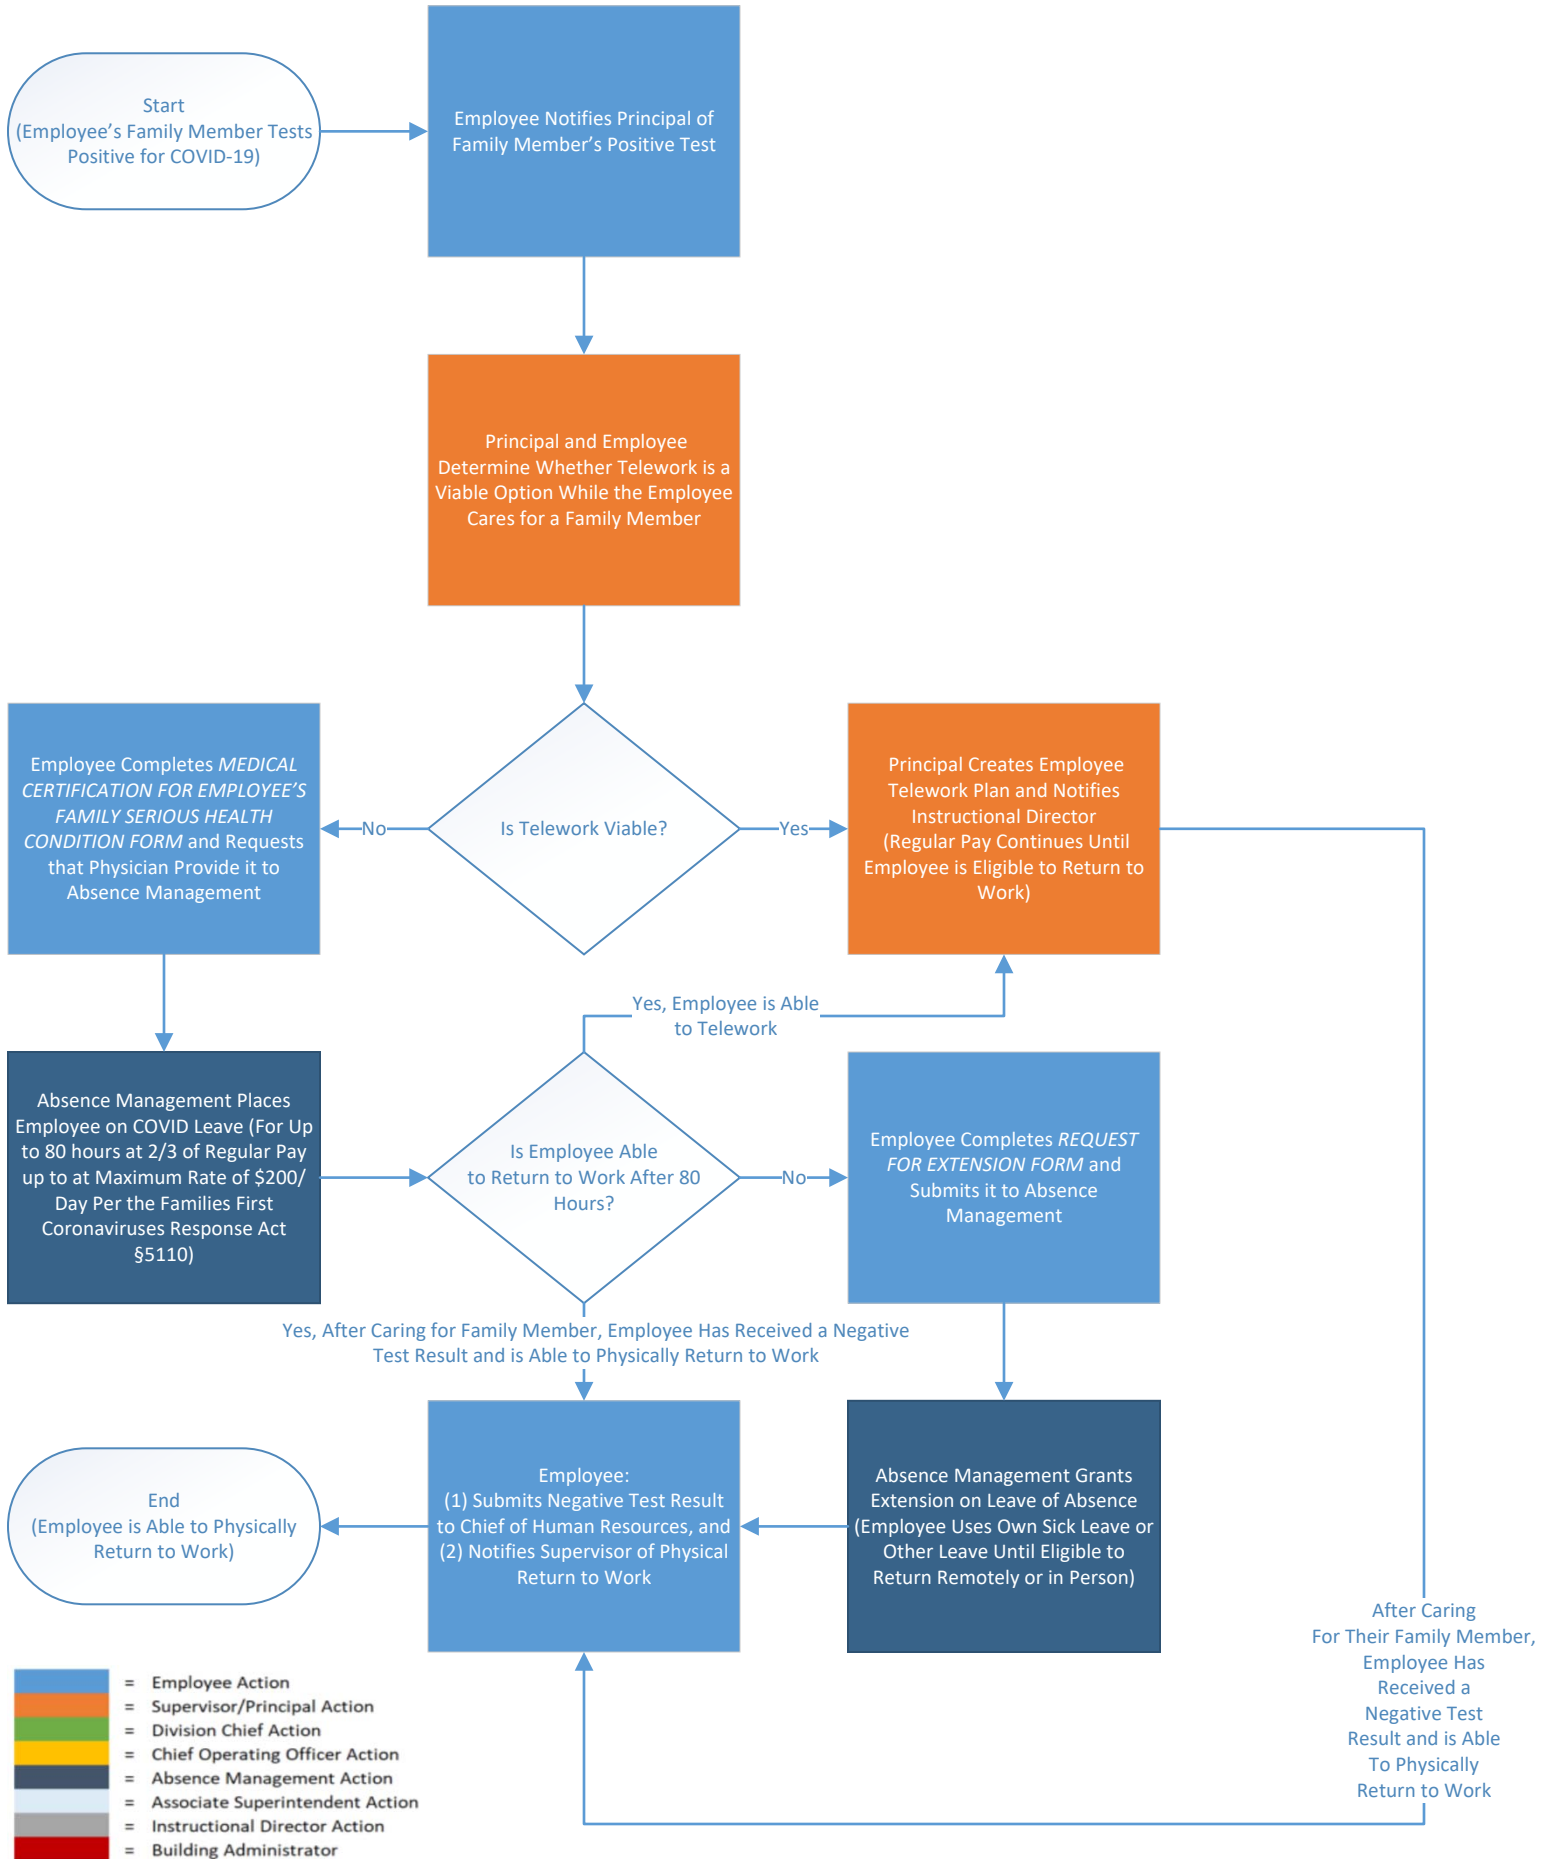 Start
(Employee's Family Member Tests
Positive for COVID-19)
Employee Notifies Principal of
Family Member's Positive Test
Principal and Employee
Determine Whether Telework is a
Viable Option While the Employee
Cares for a Family Member
Employee Completes MEDICAL
CERTIFICATION FOR EMPLOYEE'S
FAMILY SERIOUS HEALTH
CONDITION FORM and Requests
that Physician Provide it to
Absence Management
No
Is Telework Viable?
Yes
Principal Creates Employee
Telework Plan and Notifies
Instructional Director
(Regular Pay Continues Until
Employee is Eligible to Return to
Work)
Yes, Employee is Able
to Telework
Absence Management Places
Employee on COVID Leave (For Up
to 80 hours at 2/3 of Regular Pay
up to at Maximum Rate of $200/
Day Per the Families First
Coronaviruses Response Act
§5110)
Is Employee Able
to Return to Work After 80
Hours?
No
Employee Completes REQUEST
FOR EXTENSION FORM and
Submits it to Absence
Management
Yes, After Caring for Family Member, Employee Has Received a Negative
Test Result and is Able to Physically Return to Work
End
(Employee is Able to Physically
Return to Work)
Employee:
(1) Submits Negative Test Result
to Chief of Human Resources, and
(2) Notifies Supervisor of Physical
Return to Work
Absence Management Grants
Extension on Leave of Absence
(Employee Uses Own Sick Leave or
Other Leave Until Eligible to
Return Remotely or in Person)
After Caring
For Their Family Member,
Employee Has
Received a
Negative Test
Result and is Able
To Physically
Return to Work
= Employee Action
= Supervisor/Principal Action
= Division Chief Action
= Chief Operating Officer Action
= Absence Management Action
= Associate Superintendent Action
= Instructional Director Action
= Building Administrator